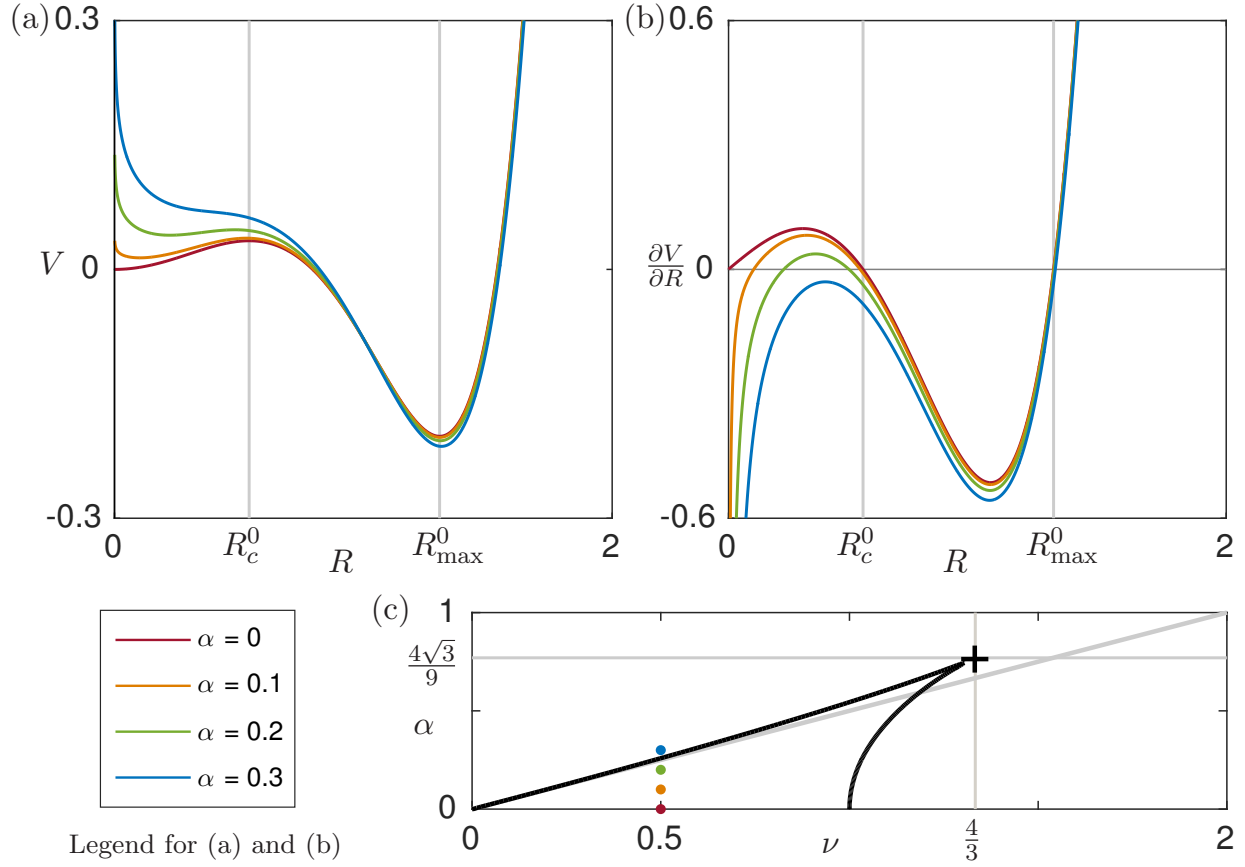 (a)
0.3
V
0
-0.3
0
R_c^0
R
R_max^0
2
(b)
0.6
∂V/∂R
0
-0.6
0
R_c^0
R
R_max^0
2
α = 0
α = 0.1
α = 0.2
α = 0.3
Legend for (a) and (b)
(c)
1
4√3/9
α
0
0
0.5
ν
4/3
2